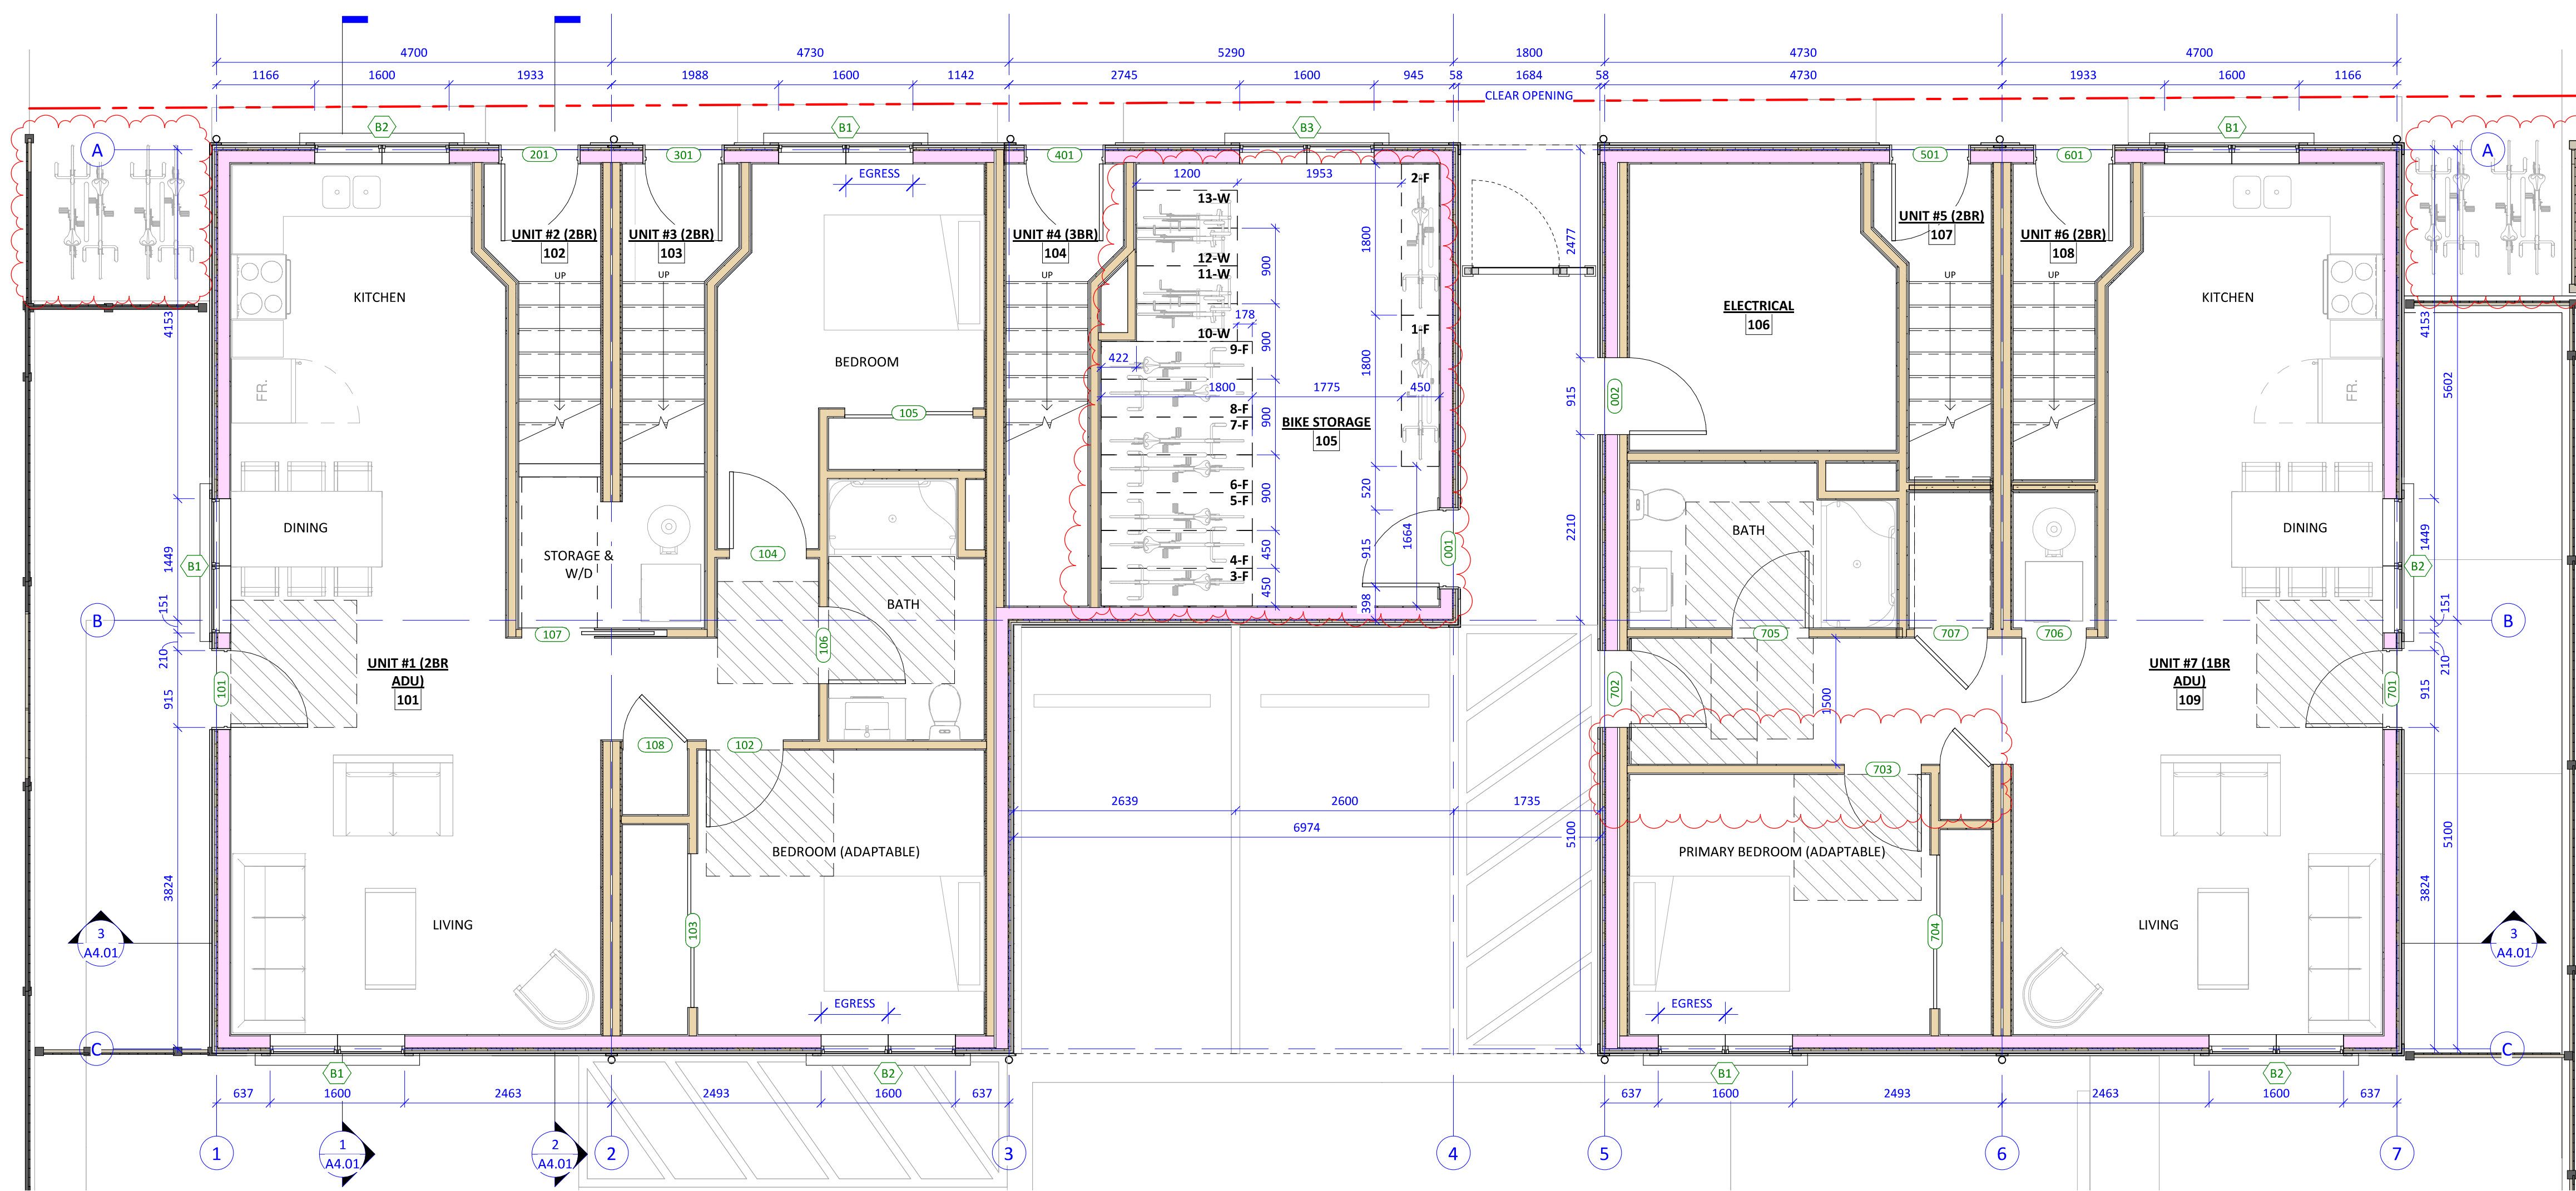 4700
4730
5290
1800
4730
4700
1166
1600
1933
1988
1600
1142
2745
1600
945
58
1684
58
4730
1933
1600
1166
CLEAR OPENING
B2
B1
B3
B1
A
A
201
301
401
501
601
EGRESS
1200
1953
2-F
13-W
UNIT #2 (2BR)
102
UNIT #3 (2BR)
103
UNIT #4 (3BR)
104
UNIT #5 (2BR)
107
UNIT #6 (2BR)
108
1800
2477
12-W
11-W
900
UP
UP
UP
UP
UP
KITCHEN
KITCHEN
ELECTRICAL
106
178
10-W
1-F
4153
4153
900
9-F
422
BEDROOM
1800
1800
1775
450
FR.
FR.
915
002
5602
105
8-F
7-F
900
BIKE STORAGE
105
6-F
5-F
900
520
DINING
DINING
BATH
1449
1449
STORAGE &
W/D
104
4-F
3-F
450
450
915
1664
001
2210
B1
B2
398
BATH
151
151
B
B
107
106
705
707
706
210
210
UNIT #1 (2BR
ADU)
101
UNIT #7 (1BR
ADU)
109
101
915
702
701
915
1500
108
102
703
2639
2600
1735
6974
5100
5100
BEDROOM (ADAPTABLE)
PRIMARY BEDROOM (ADAPTABLE)
3824
3824
LIVING
LIVING
103
704
3
A4.01
3
A4.01
EGRESS
EGRESS
C
C
B1
B2
B1
B2
637
1600
2463
2493
1600
637
637
1600
2493
2463
1600
637
1
1
A4.01
2
A4.01
2
3
4
5
6
7